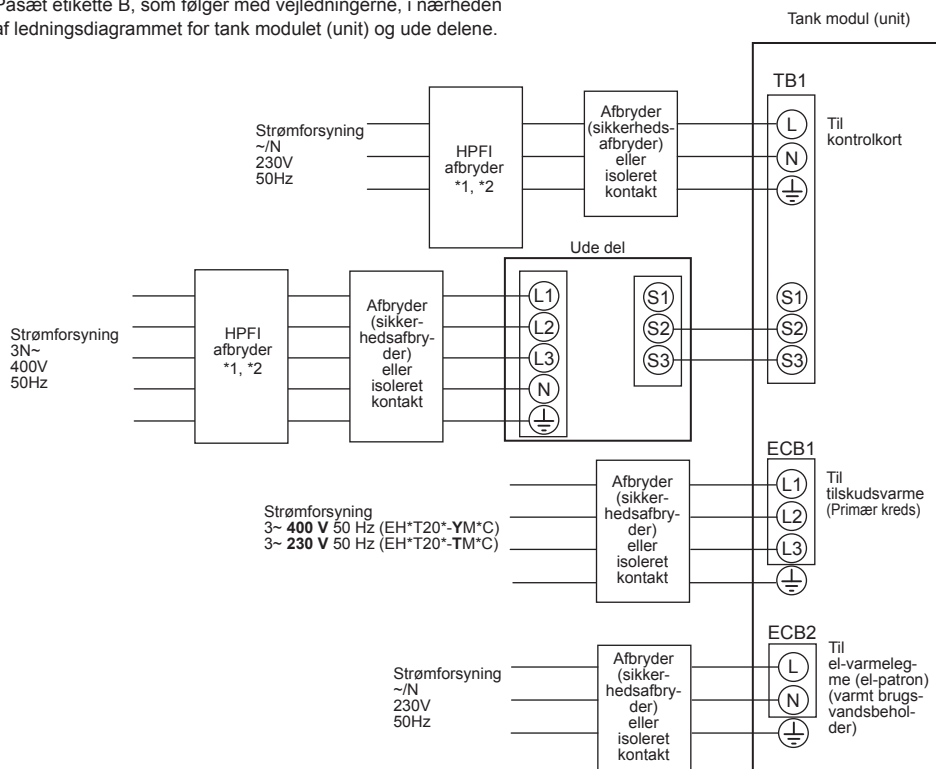 Påsæt etikette B, som følger med vejledningerne, i nærheden
af ledningsdiagrammet for tank modulet (unit) og ude delene.
Tank modul (unit)
TB1
Strømforsyning
~/N
230V
50Hz
HPFI
afbryder
*1, *2
Afbryder
(sikkerheds-
afbryder)
eller
isoleret
kontakt
L
N
Til
kontrolkort
Ude del
Strømforsyning
3N~
400V
50Hz
HPFI
afbryder
*1, *2
Afbryder
(sikker-
hedsafbry-
der)
eller
isoleret
kontakt
L1
L2
L3
N
S1
S2
S3
S1
S2
S3
ECB1
Strømforsyning
3~ 400 V 50 Hz (EH*T20*-YM*C)
3~ 230 V 50 Hz (EH*T20*-TM*C)
Afbryder
(sikker-
hedsafbry-
der)
eller
isoleret
kontakt
L1
L2
L3
Til
tilskudsvarme
(Primær kreds)
ECB2
Strømforsyning
~/N
230V
50Hz
Afbryder
(sikker-
hedsafbry-
der)
eller
isoleret
kontakt
L
N
Til
el-varmeleg-
me (el-patron)
(varmt brugs-
vandsbehol-
der)